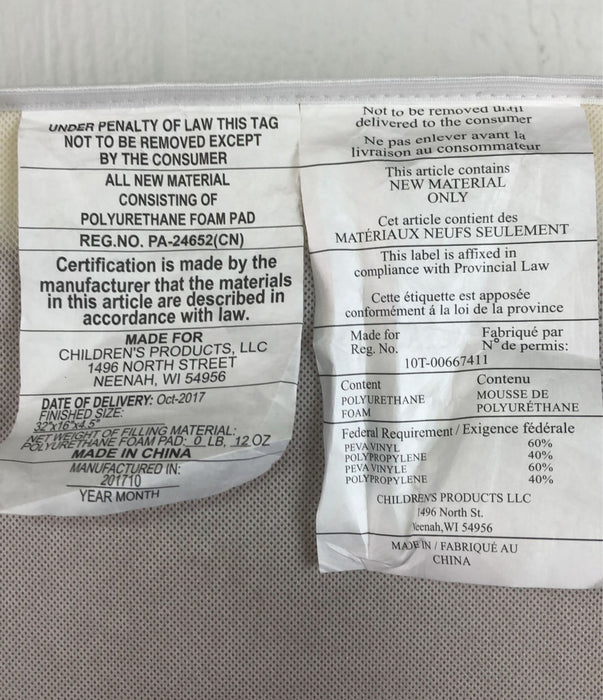 UNDER PENALTY OF LAW THIS TAG
NOT TO BE REMOVED EXCEPT
BY THE CONSUMER
ALL NEW MATERIAL
CONSISTING OF
POLYURETHANE FOAM PAD
REG.NO. PA-24652(CN)
Certification is made by the
manufacturer that the materials
in this article are described in
accordance with law.
MADE FOR
CHILDREN'S PRODUCTS, LLC
1496 NORTH STREET
NEENAH, WI 54956
DATE OF DELIVERY: Oct-2017
FINISHED SIZE:
32"x16"x4.5"
NET WEIGHT OF FILLING MATERIAL:
POLYURETHANE FOAM PAD: 0 LB, 12 OZ
MADE IN CHINA
MANUFACTURED IN:
201710
YEAR MONTH
Not to be removed until
delivered to the consumer
Ne pas enlever avant la
livraison au consommateur
This article contains
NEW MATERIAL
ONLY
Cet article contient des
MATÉRIAUX NEUFS SEULEMENT
This label is affixed in
compliance with Provincial Law
Cette étiquette est apposée
conformément á la loi de la province
Made for Fabriqué par
Reg. No. N° de permis:
10T-00667411
Content Contenu
POLYURETHANE MOUSSE DE
FOAM POLYURÉTHANE
Federal Requirement / Exigence fédérale
PEVA VINYL 60%
POLYPROPYLENE 40%
PEVA VINYLE 60%
POLYPROPYLENE 40%
CHILDREN'S PRODUCTS LLC
1496 North St.
Neenah,WI 54956
MADE IN / FABRIQUÉ AU
CHINA